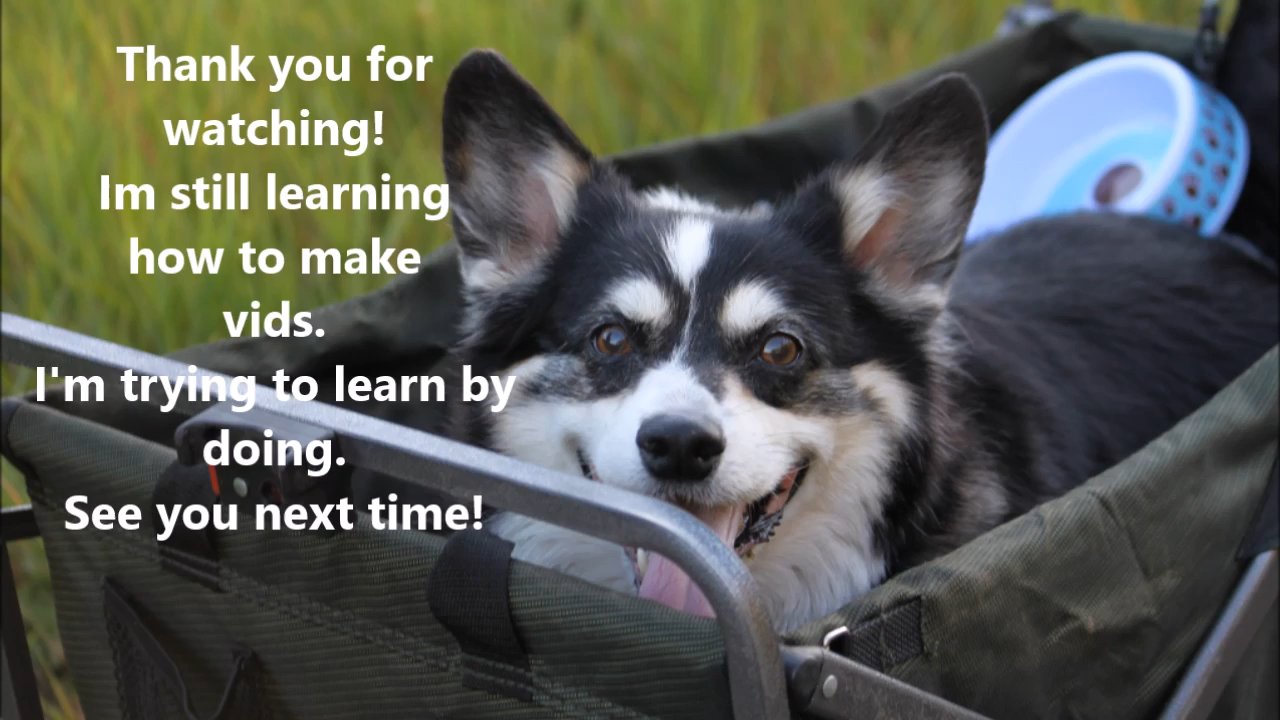 Thank you for
watching!
Im still learning
how to make
vids.
I'm trying to learn by
doing.
See you next time!